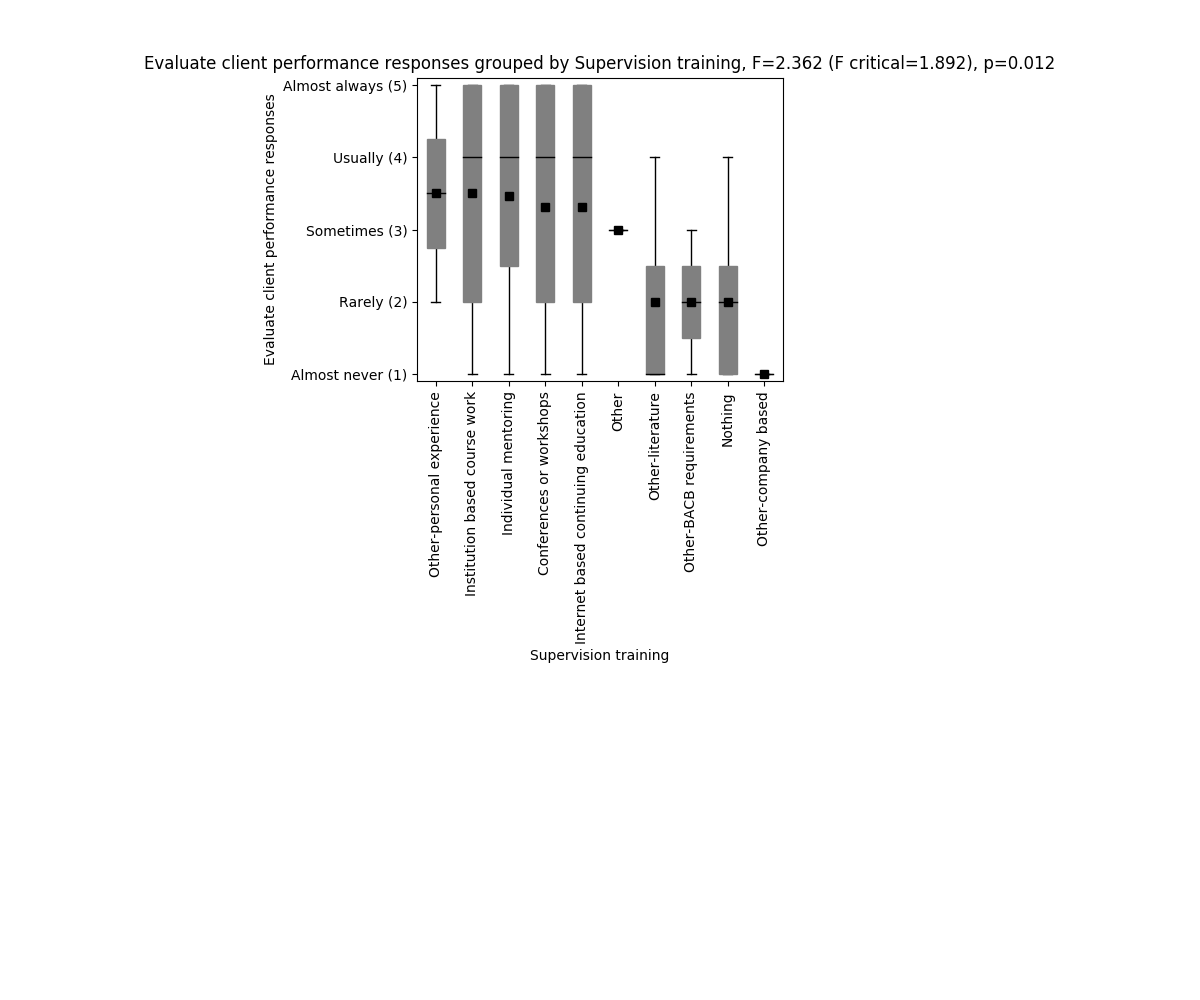 Evaluate client performance responses grouped by Supervision training, F=2.362 (F critical=1.892), p=0.012
Evaluate client performance responses
Almost always (5)
Usually (4)
Sometimes (3)
Rarely (2)
Almost never (1)
Other-personal experience
Institution based course work
Individual mentoring
Conferences or workshops
Internet based continuing education
Other
Other-literature
Other-BACB requirements
Nothing
Other-company based
Supervision training